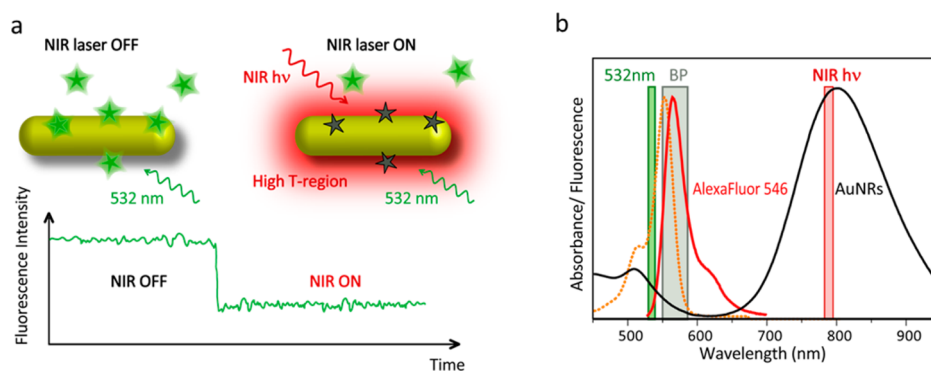 a
NIR laser OFF
NIR laser ON
NIR hν
High T-region
532 nm
532 nm
Fluorescence Intensity
NIR OFF
NIR ON
Time
b
532nm
BP
NIR hν
AlexaFluor 546
AuNRs
Absorbance/ Fluorescence
500
600
700
800
900
Wavelength (nm)